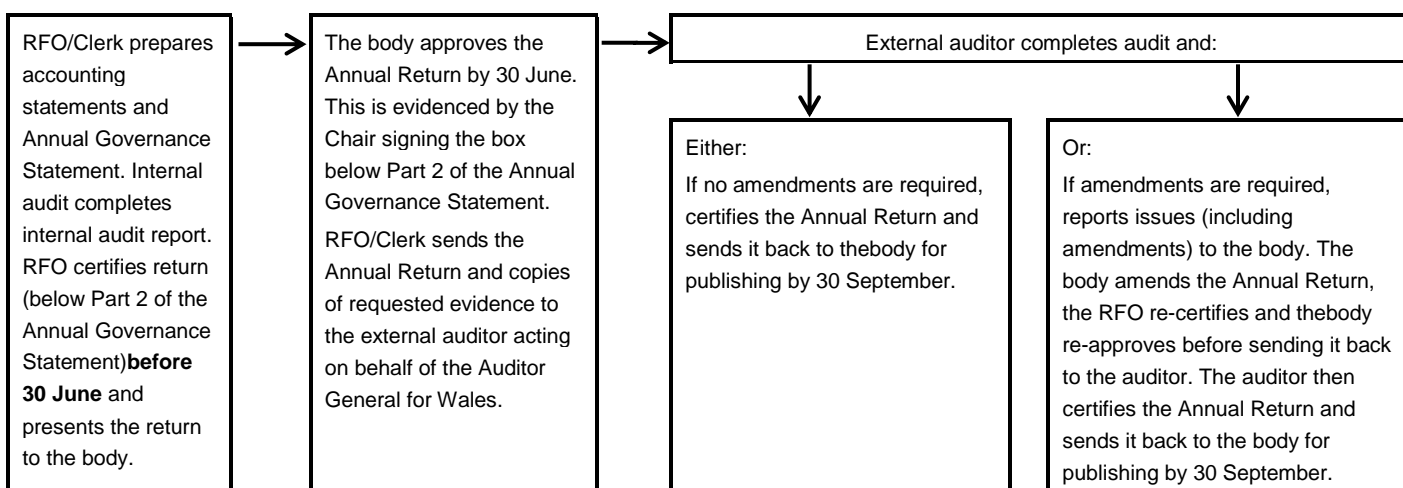 RFO/Clerk prepares
accounting
statements and
Annual Governance
Statement. Internal
audit completes
internal audit report.
RFO certifies return
(below Part 2 of the
Annual Governance
Statement)before
30 June and
presents the return
to the body.
The body approves the
Annual Return by 30 June.
This is evidenced by the
Chair signing the box
below Part 2 of the Annual
Governance Statement.
RFO/Clerk sends the
Annual Return and copies
of requested evidence to
the external auditor acting
on behalf of the Auditor
General for Wales.
External auditor completes audit and:
Either:
If no amendments are required,
certifies the Annual Return and
sends it back to thebody for
publishing by 30 September.
Or:
If amendments are required,
reports issues (including
amendments) to the body. The
body amends the Annual Return,
the RFO re-certifies and thebody
re-approves before sending it back
to the auditor. The auditor then
certifies the Annual Return and
sends it back to the body for
publishing by 30 September.